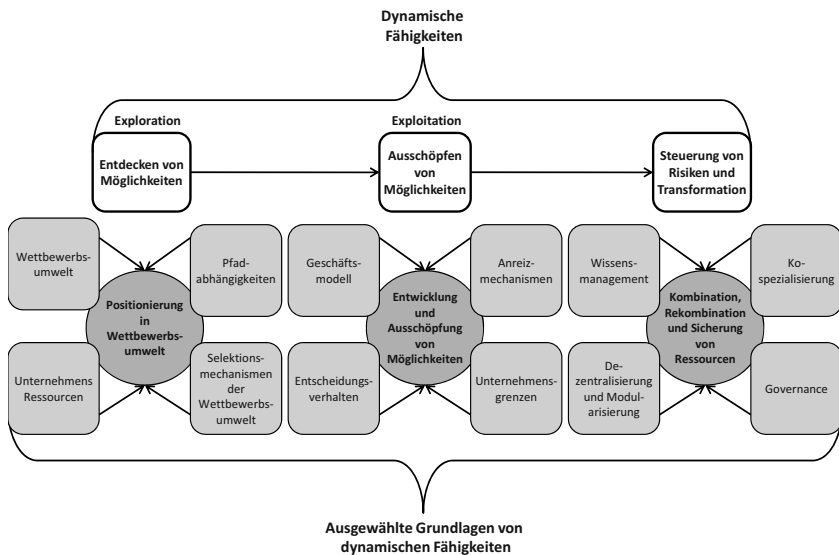 Dynamische
Fähigkeiten
Exploration
Exploitation
Entdecken von
Möglichkeiten
Ausschöpfen
von
Möglichkeiten
Steuerung von
Risiken und
Transformation
Wettbewerbs-
umwelt
Pfad-
abhängigkeiten
Positionierung
in
Wettbewerbs-
umwelt
Unternehmens
Ressourcen
Selektions-
mechanismen
der
Wettbewerbs-
umwelt
Geschäfts-
modell
Anreiz-
mechanismen
Entwicklung
und
Ausschöpfung
von
Möglichkeiten
Entscheidungs-
verhalten
Unternehmens-
grenzen
Wissens-
management
Ko-
spezialisierung
Kombination,
Rekombination
und Sicherung
von
Ressourcen
De-
zentralisierung
und Modul-
arisierung
Governance
Ausgewählte Grundlagen von
dynamischen Fähigkeiten